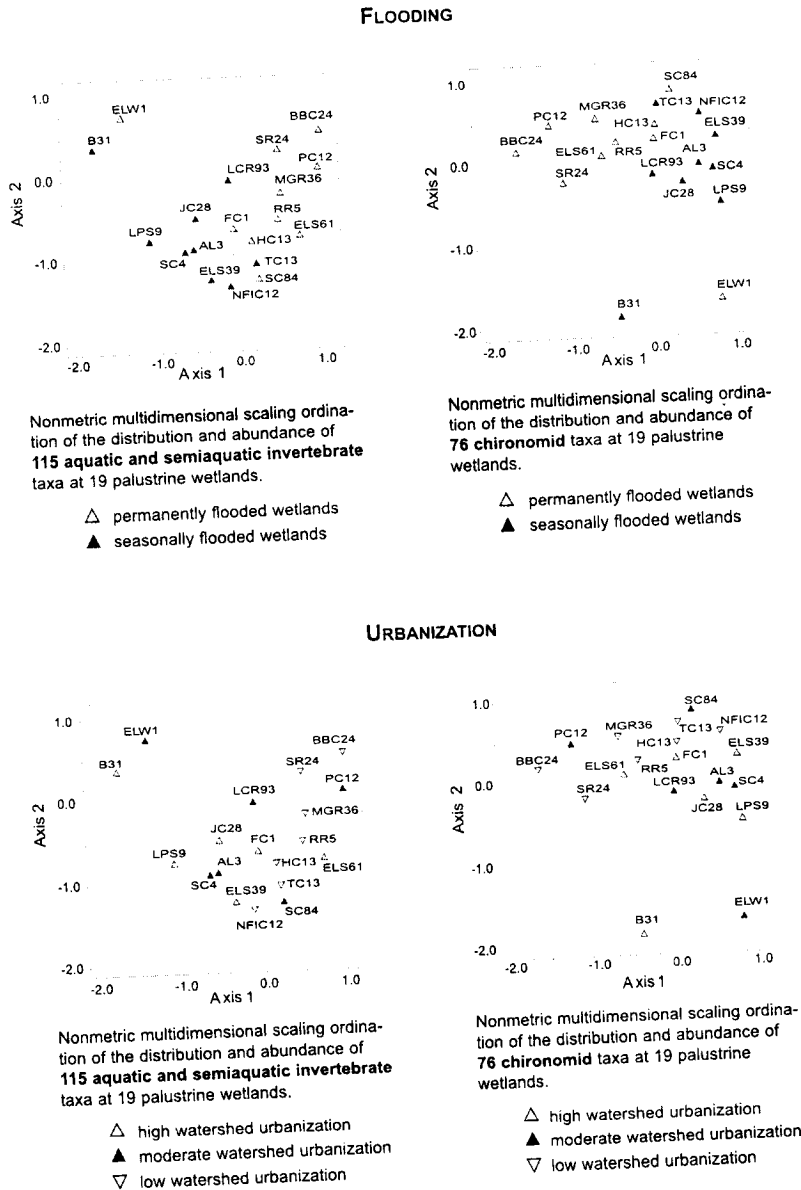 FLOODING
1.0
0.0
-1.0
-2.0
Axis 2
ELW1
B31
BBC24
SR24
PC12
LCR93
MGR36
JC28
FC1
RR5
LPS9
ELS61
AL3
HC13
SC4
ELS39
TC13
SC84
NFIC12
-2.0
-1.0
0.0
1.0
Axis 1
Nonmetric multidimensional scaling ordina-
tion of the distribution and abundance of
115 aquatic and semiaquatic invertebrate
taxa at 19 palustrine wetlands.
△ permanently flooded wetlands
▲ seasonally flooded wetlands
1.0
0.0
-1.0
-2.0
Axis 2
SC84
MGR36
TC13
NFIC12
PC12
HC13
ELS39
BBC24
FC1
ELS61
RR5
AL3
SR24
LCR93
SC4
JC28
LPS9
B31
ELW1
-2.0
-1.0
0.0
1.0
Axis 1
Nonmetric multidimensional scaling ordina-
tion of the distribution and abundance of
76 chironomid taxa at 19 palustrine
wetlands.
△ permanently flooded wetlands
▲ seasonally flooded wetlands
URBANIZATION
1.0
0.0
-1.0
-2.0
Axis 2
ELW1
B31
BBC24
SR24
PC12
LCR93
MGR36
JC28
FC1
RR5
LPS9
AL3
HC13
ELS61
SC4
ELS39
TC13
SC84
NFIC12
-2.0
-1.0
0.0
1.0
Axis 1
Nonmetric multidimensional scaling ordina-
tion of the distribution and abundance of
115 aquatic and semiaquatic invertebrate
taxa at 19 palustrine wetlands.
△ high watershed urbanization
▲ moderate watershed urbanization
▽ low watershed urbanization
1.0
0.0
-1.0
-2.0
Axis 2
SC84
MGR36
TC13
NFIC12
PC12
HC13
ELS39
BBC24
FC1
ELS61
RR5
AL3
SR24
LCR93
SC4
JC28
LPS9
B31
ELW1
-2.0
-1.0
0.0
1.0
Axis 1
Nonmetric multidimensional scaling ordina-
tion of the distribution and abundance of
76 chironomid taxa at 19 palustrine
wetlands.
△ high watershed urbanization
▲ moderate watershed urbanization
▽ low watershed urbanization